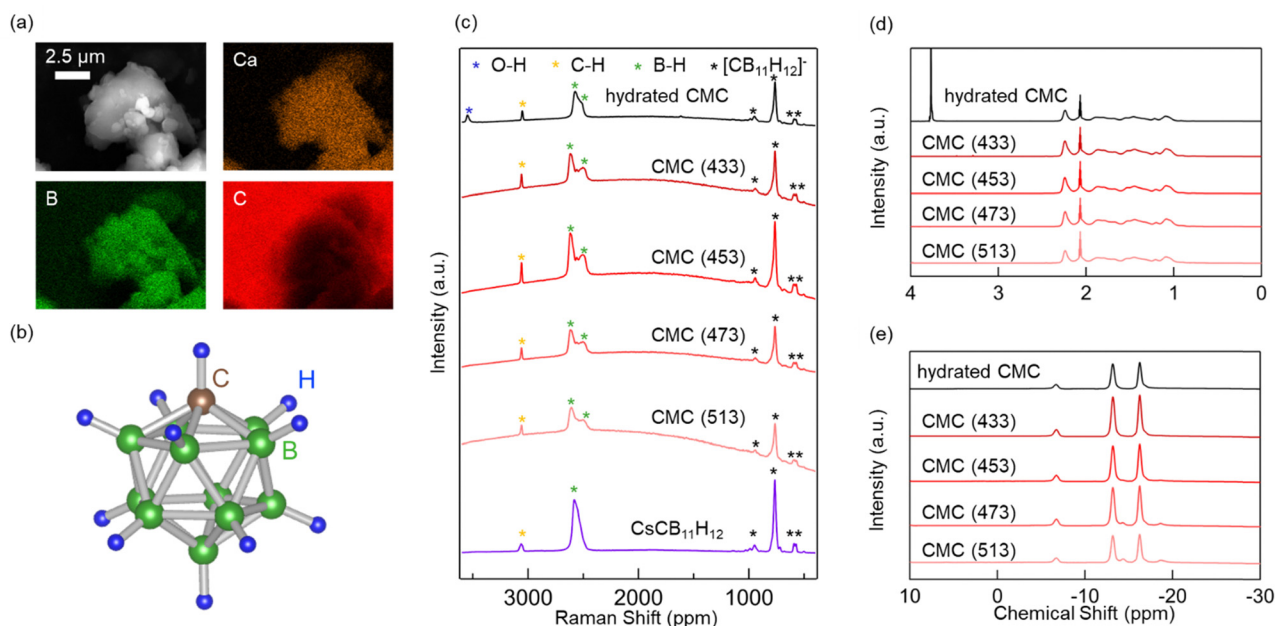 (a)
2.5 μm
Ca
B
C
(b)
C
H
B
(c)
* O-H * C-H * B-H * [CB₁₁H₁₂]⁻
hydrated CMC
CMC (433)
CMC (453)
CMC (473)
CMC (513)
CsCB₁₁H₁₂
Intensity (a.u.)
3000 2000 1000
Raman Shift (ppm)
(d)
hydrated CMC
CMC (433)
CMC (453)
CMC (473)
CMC (513)
Intensity (a.u.)
4 3 2 1 0
(e)
hydrated CMC
CMC (433)
CMC (453)
CMC (473)
CMC (513)
Intensity (a.u.)
10 0 -10 -20 -30
Chemical Shift (ppm)